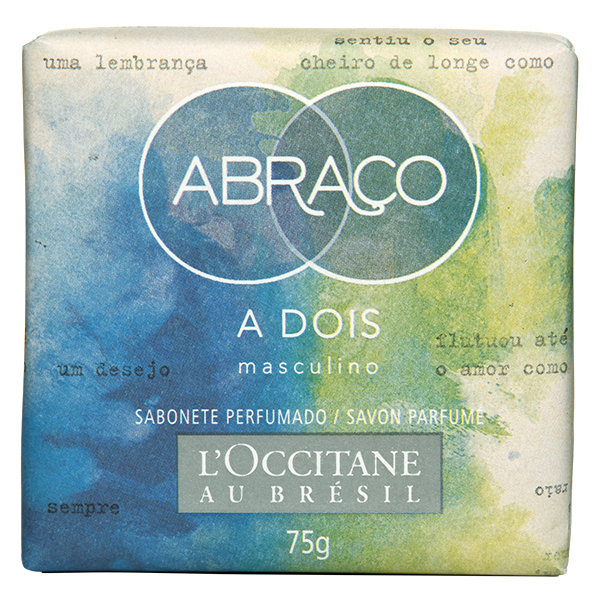 sentiu o seu
uma lembrança
cheiro de longe como
ABRAÇO
A DOIS
masculino
flutuou até
um desejo
o amor como
SABONETE PERFUMADO / SAVON PARFUMÉ
L'OCCITANE
AU BRÉSIL
sempre
75g